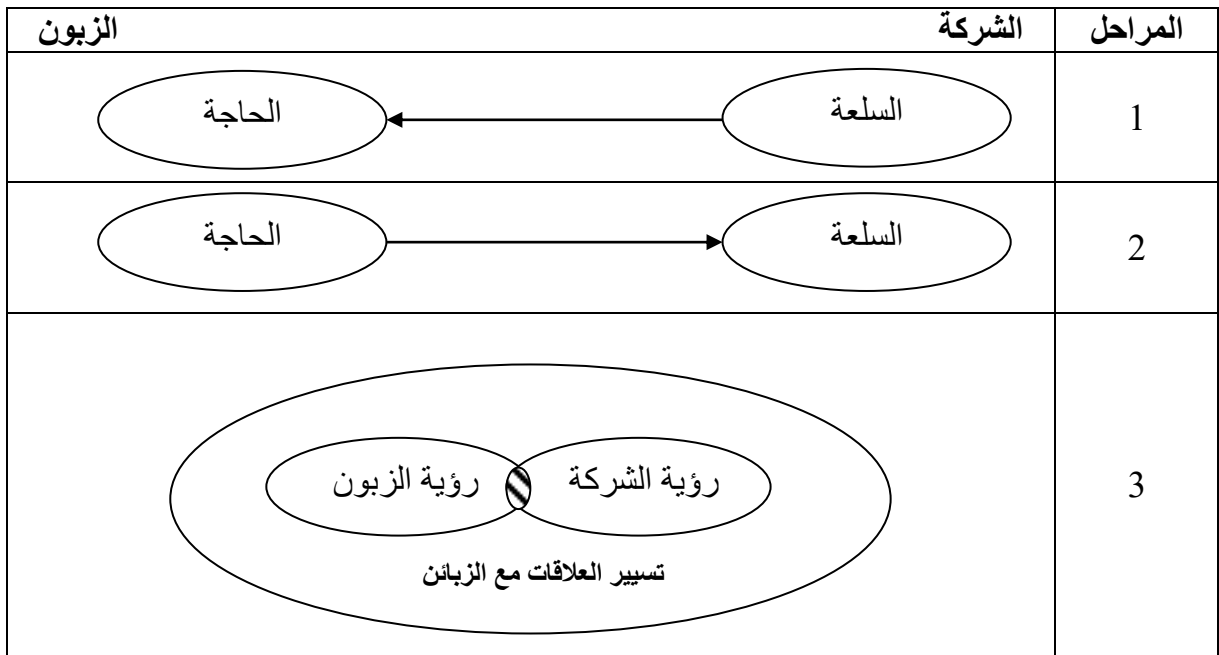 المراحل الشركة الزبون
1 السلعة الحاجة
2 السلعة الحاجة
3 رؤية الشركة رؤية الزبون
تسيير العلاقات مع الزبائن